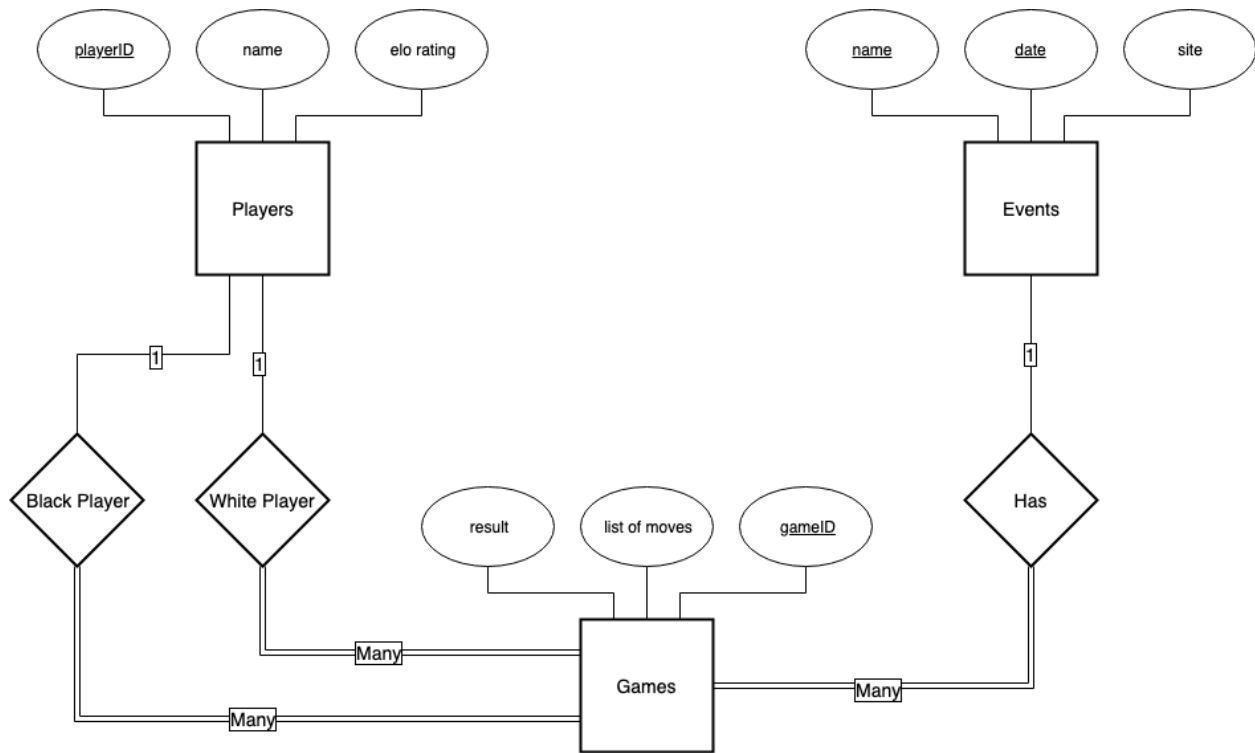 playerID
name
elo rating
name
date
site
Players
Events
1
1
1
Black Player
White Player
Has
result
list of moves
gameID
Many
Games
Many
Many